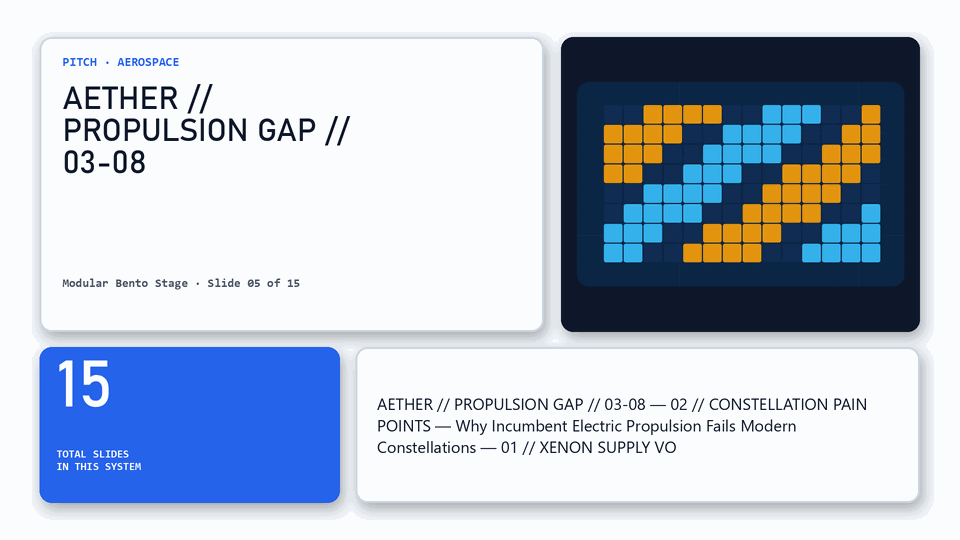 PITCH · AEROSPACE
AETHER //
PROPULSION GAP //
03-08
Modular Bento Stage · Slide 05 of 15
15
TOTAL SLIDES
IN THIS SYSTEM
AETHER // PROPULSION GAP // 03-08 — 02 // CONSTELLATION PAIN
POINTS — Why Incumbent Electric Propulsion Fails Modern
Constellations — 01 // XENON SUPPLY VO